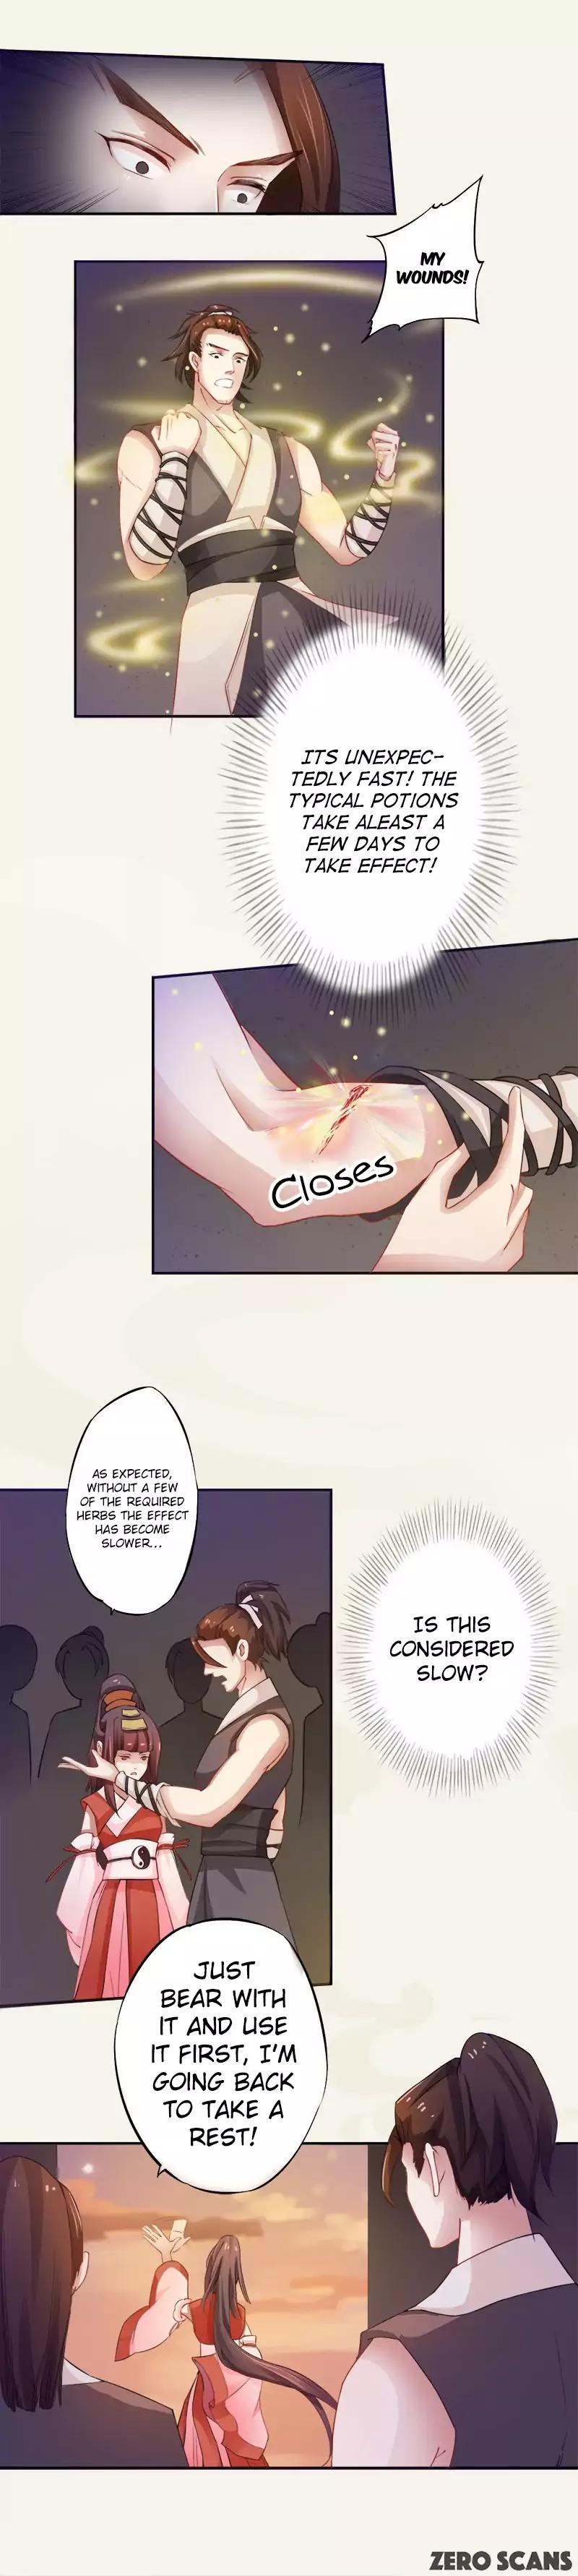 MY
WOUNDS!
ITS UNEXPEC-
TEDLY FAST! THE
TYPICAL POTIONS
TAKE ALEAST A
FEW DAYS TO
TAKE EFFECT!
Closes
AS EXPECTED,
WITHOUT A FEW
OF THE REQUIRED
HERBS THE EFFECT
HAS BECOME
SLOWER...
IS THIS
CONSIDERED
SLOW?
JUST
BEAR WITH
IT AND USE
IT FIRST, I'M
GOING BACK
TO TAKE A
REST!
ZERO SCANS